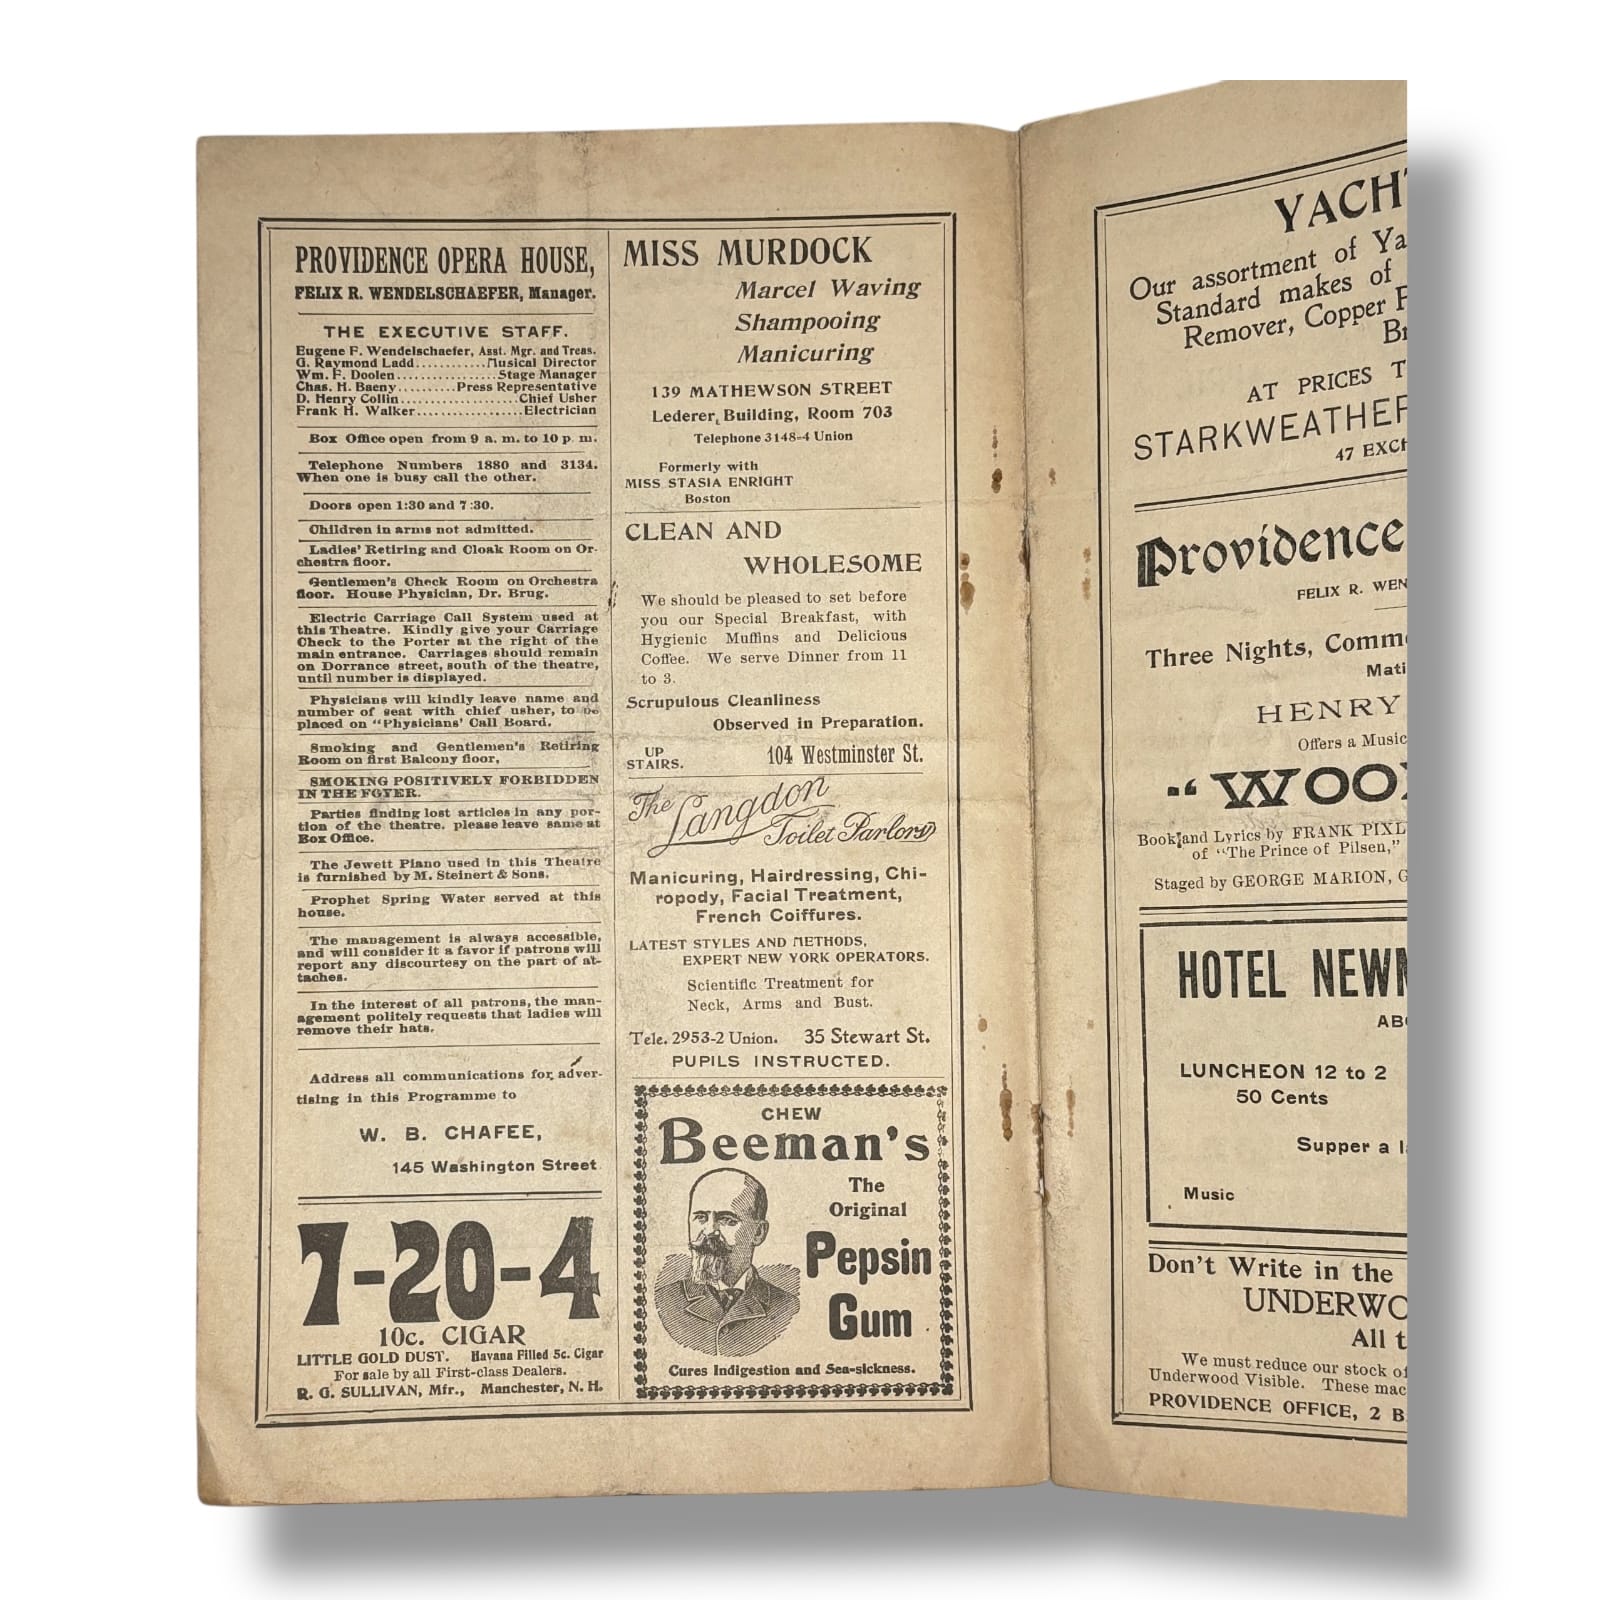 PROVIDENCE OPERA HOUSE,
FELIX R. WENDELSCHAEFER, Manager.
THE EXECUTIVE STAFF.
Eugene F. Wendelschaefer, Asst. Mgr. and Treas.
G. Raymond Ladd...........Musical Director
Wm. F. Doolen................Stage Manager
Chas. H. Baeny.........Press Representative
D. Henry Collin...................Chief Usher
Frank H. Walker.................Electrician
Box Office open from 9 a. m. to 10 p m.
Telephone Numbers 1880 and 3134.
When one is busy call the other.
Doors open 1:30 and 7:30.
Children in arms not admitted.
Ladies' Retiring and Cloak Room on Or-
chestra floor.
Gentlemen's Check Room on Orchestra
floor. House Physician, Dr. Brug.
Electric Carriage Call System used at
this Theatre. Kindly give your Carriage
Check to the Porter at the right of the
main entrance. Carriages should remain
on Dorrance street, south of the theatre,
until number is displayed.
Physicians will kindly leave name and
number of seat with chief usher, to be
placed on "Physicians' Call Board.
Smoking and Gentlemen's Retiring
Room on first Balcony floor,
SMOKING POSITIVELY FORBIDDEN
IN THE FOYER.
Parties finding lost articles in any por-
tion of the theatre. please leave same at
Box Office.
The Jewett Piano used in this Theatre
is furnished by M. Steinert & Sons.
Prophet Spring Water served at this
house.
The management is always accessible,
and will consider it a favor if patrons will
report any discourtesy on the part of at-
taches.
In the interest of all patrons, the man-
agement politely requests that ladies will
remove their hats.
Address all communications for adver-
tising in this Programme to
W. B. CHAFEE,
145 Washington Street
7-20-4
10c. CIGAR
LITTLE GOLD DUST. Havana Filled 5c. Cigar
For sale by all First-class Dealers.
R. G. SULLIVAN, Mfr., Manchester, N. H.
MISS MURDOCK
Marcel Waving
Shampooing
Manicuring
139 MATHEWSON STREET
Lederer Building, Room 703
Telephone 3148-4 Union
Formerly with
MISS STASIA ENRIGHT
Boston
CLEAN AND
WHOLESOME
We should be pleased to set before
you our Special Breakfast, with
Hygienic Muffins and Delicious
Coffee. We serve Dinner from 11
to 3.
Scrupulous Cleanliness
Observed in Preparation.
UP
STAIRS. 104 Westminster St.
The Langdon
Toilet Parlors
Manicuring, Hairdressing, Chi-
ropody, Facial Treatment,
French Coiffures.
LATEST STYLES AND METHODS,
EXPERT NEW YORK OPERATORS.
Scientific Treatment for
Neck, Arms and Bust.
Tele. 2953-2 Union. 35 Stewart St.
PUPILS INSTRUCTED.
CHEW
Beeman's
The
Original
Pepsin
Gum
Cures Indigestion and Sea-sickness.
YACHT
Our assortment of Ya
Standard makes of
Remover, Copper
Br
AT PRICES T
STARKWEATHER
47 EXCH
Providence
FELIX R. WEN
Three Nights, Comme
Mati
HENRY
Offers a Music
"WOO
Book and Lyrics by FRANK PIXL
of "The Prince of Pilsen,"
Staged by GEORGE MARION, G
HOTEL NEWM
ABO
LUNCHEON 12 to 2
50 Cents
Supper a la
Music
Don't Write in the
UNDERWO
All t
We must reduce our stock of
Underwood Visible. These mac
PROVIDENCE OFFICE, 2 B